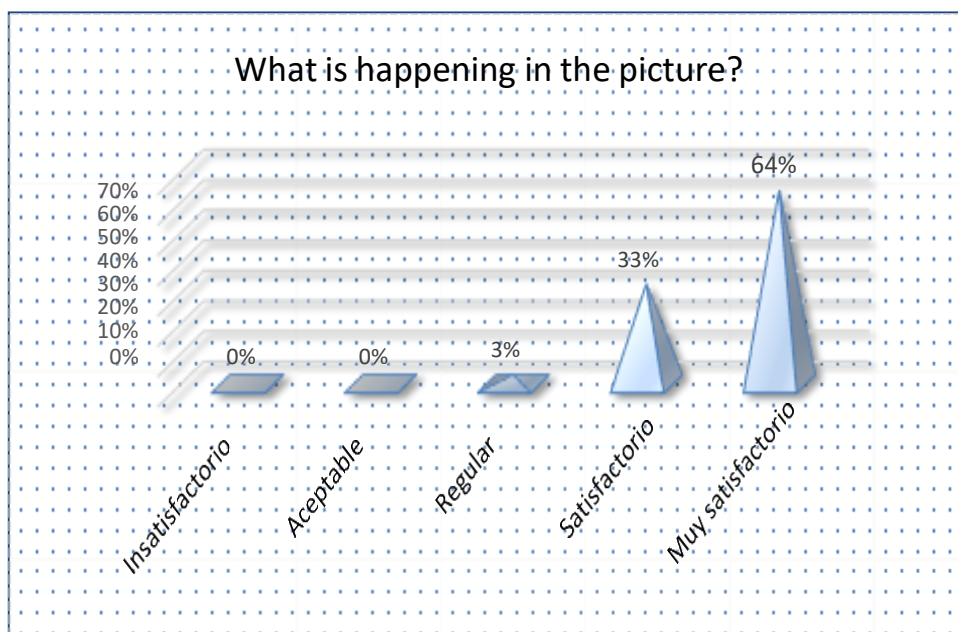 What is happening in the picture?
70%
60%
50%
40%
30%
20%
10%
0%
0%
0%
3%
33%
64%
Insatisfactorio
Aceptable
Regular
Satisfactorio
Muy satisfactorio